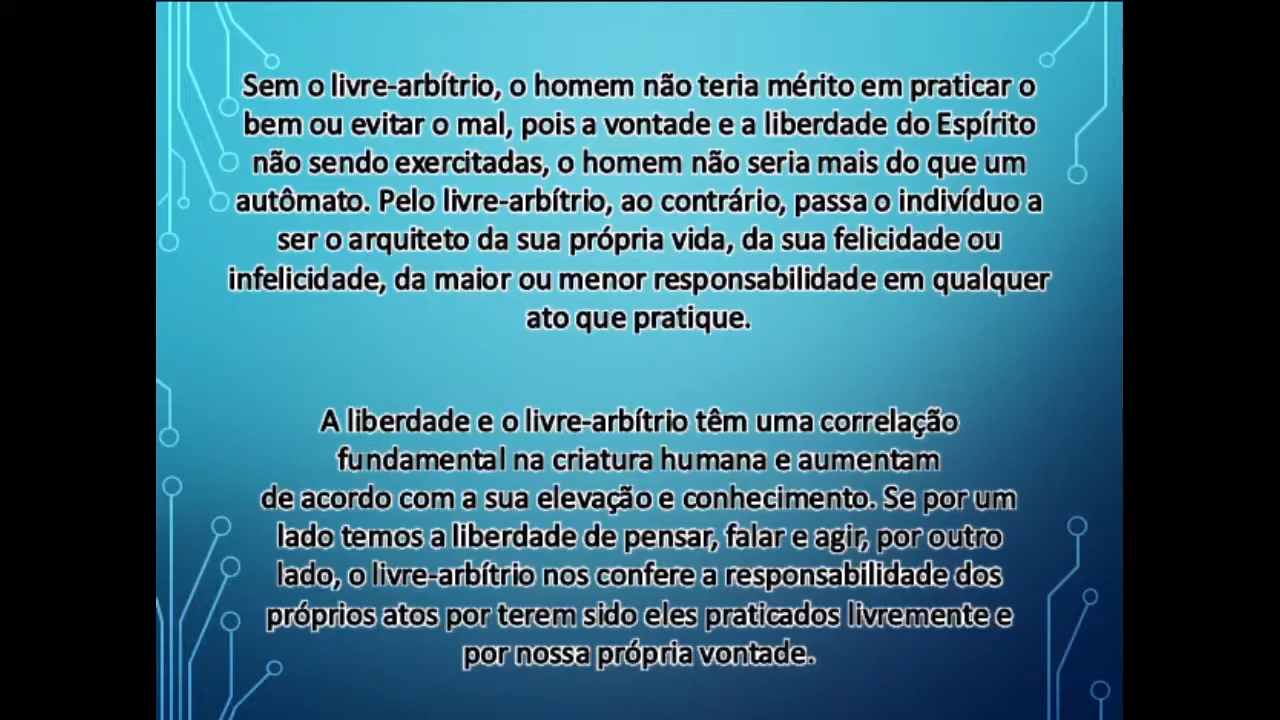 Sem o livre-arbítrio, o homem não teria mérito em praticar o
bem ou evitar o mal, pois a vontade e a liberdade do Espírito
não sendo exercitadas, o homem não seria mais do que um
autômato. Pelo livre-arbítrio, ao contrário, passa o indivíduo a
ser o arquiteto da sua própria vida, da sua felicidade ou
infelicidade, da maior ou menor responsabilidade em qualquer
ato que pratique.
A liberdade e o livre-arbítrio têm uma correlação
fundamental na criatura humana e aumentam
de acordo com a sua elevação e conhecimento. Se por um
lado temos a liberdade de pensar, falar e agir, por outro
lado, o livre-arbítrio nos confere a responsabilidade dos
próprios atos por terem sido eles praticados livremente e
por nossa própria vontade.